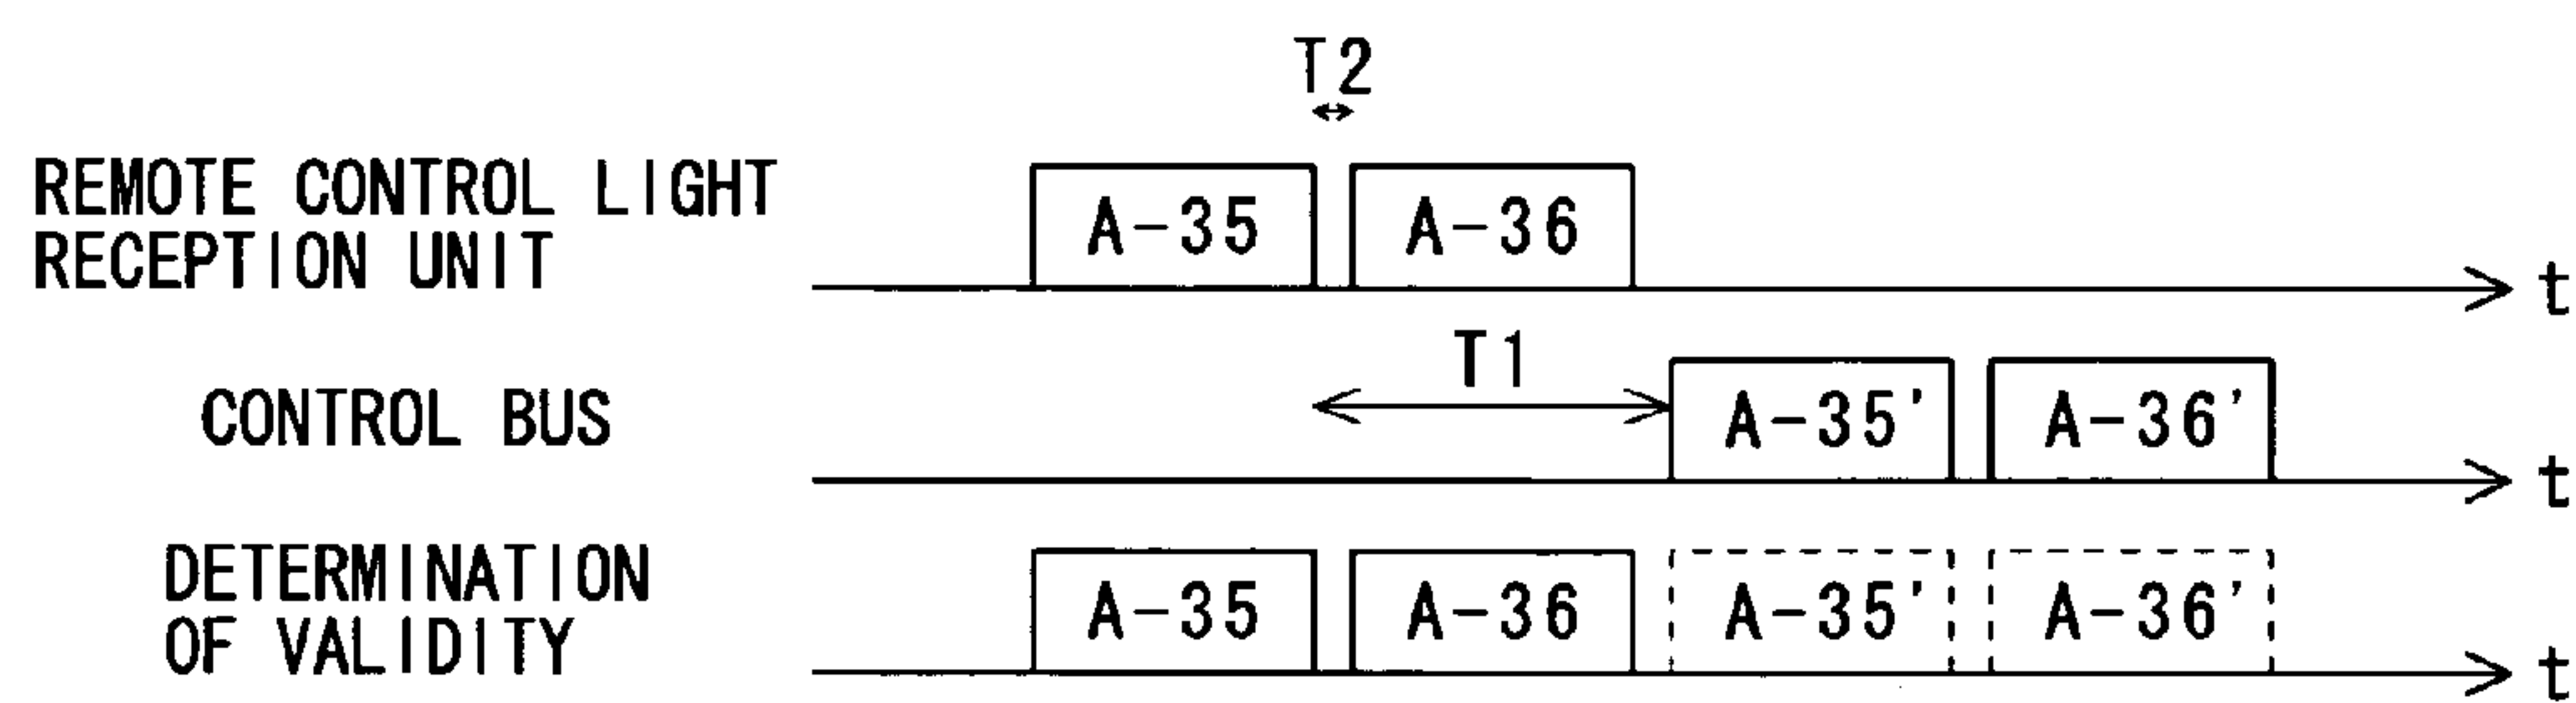 T2
REMOTE CONTROL LIGHT
RECEPTION UNIT
A-35
A-36
t
T1
CONTROL BUS
A-35'
A-36'
t
DETERMINATION
OF VALIDITY
A-35
A-36
A-35'
A-36'
t